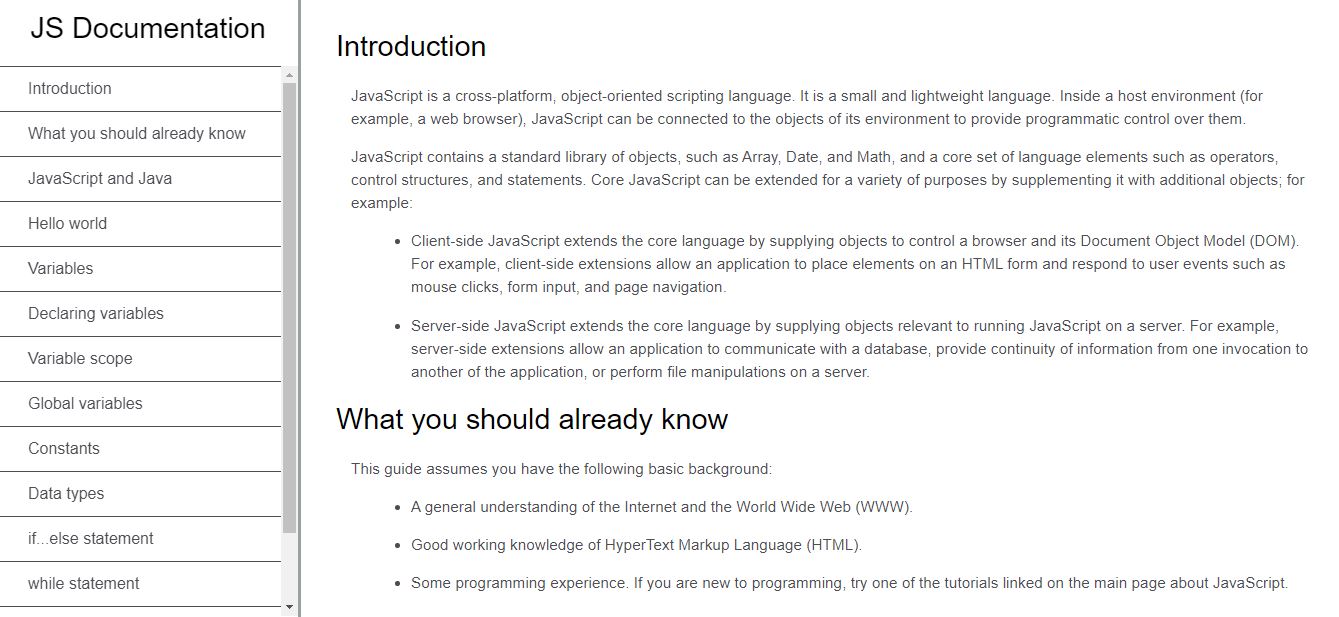 JS Documentation
Introduction
What you should already know
JavaScript and Java
Hello world
Variables
Declaring variables
Variable scope
Global variables
Constants
Data types
if...else statement
while statement
Introduction
JavaScript is a cross-platform, object-oriented scripting language. It is a small and lightweight language. Inside a host environment (for
example, a web browser), JavaScript can be connected to the objects of its environment to provide programmatic control over them.
JavaScript contains a standard library of objects, such as Array, Date, and Math, and a core set of language elements such as operators,
control structures, and statements. Core JavaScript can be extended for a variety of purposes by supplementing it with additional objects; for
example:
• Client-side JavaScript extends the core language by supplying objects to control a browser and its Document Object Model (DOM).
For example, client-side extensions allow an application to place elements on an HTML form and respond to user events such as
mouse clicks, form input, and page navigation.
• Server-side JavaScript extends the core language by supplying objects relevant to running JavaScript on a server. For example,
server-side extensions allow an application to communicate with a database, provide continuity of information from one invocation to
another of the application, or perform file manipulations on a server.
What you should already know
This guide assumes you have the following basic background:
• A general understanding of the Internet and the World Wide Web (WWW).
• Good working knowledge of HyperText Markup Language (HTML).
• Some programming experience. If you are new to programming, try one of the tutorials linked on the main page about JavaScript.